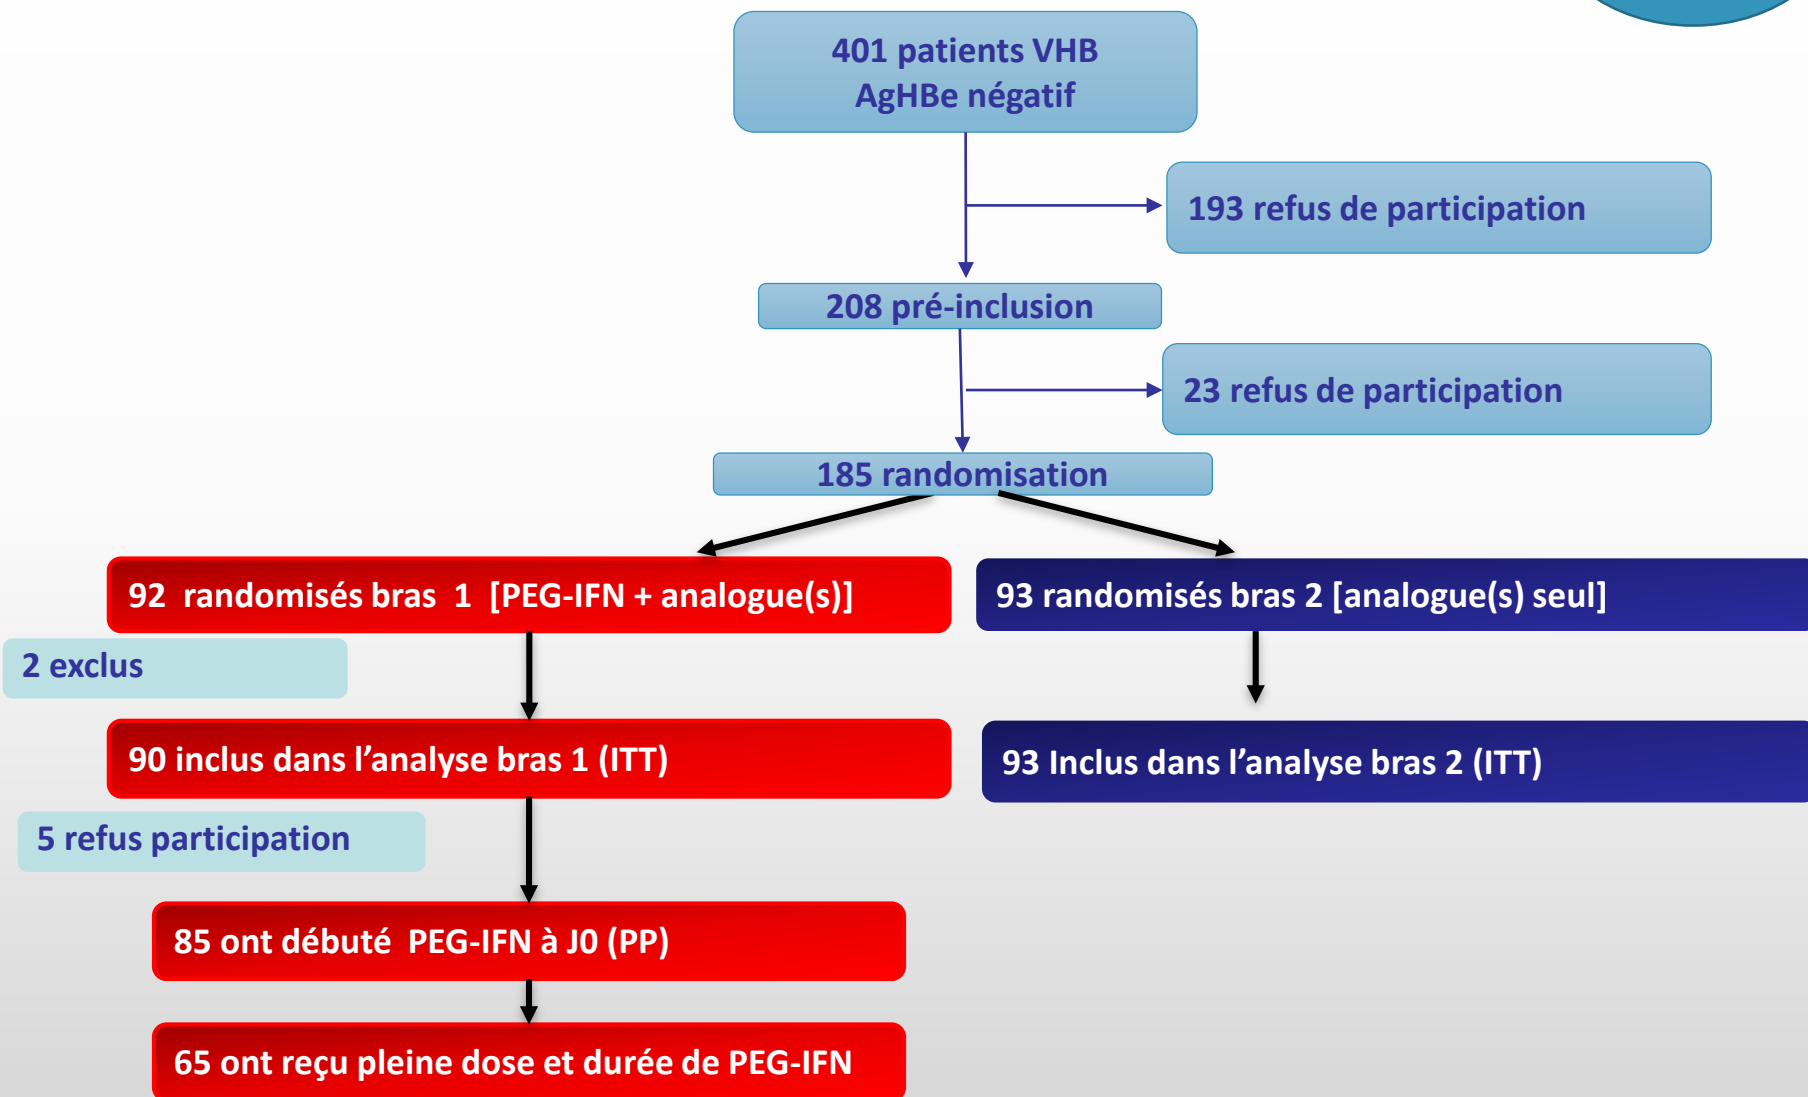 401 patients VHB
AgHBe négatif
193 refus de participation
208 pré-inclusion
23 refus de participation
185 randomisation
92 randomisés bras 1 [PEG-IFN + analogue(s)]
93 randomisés bras 2 [analogue(s) seul]
2 exclus
90 inclus dans l’analyse bras 1 (ITT)
93 Inclus dans l’analyse bras 2 (ITT)
5 refus participation
85 ont débuté PEG-IFN à J0 (PP)
65 ont reçu pleine dose et durée de PEG-IFN